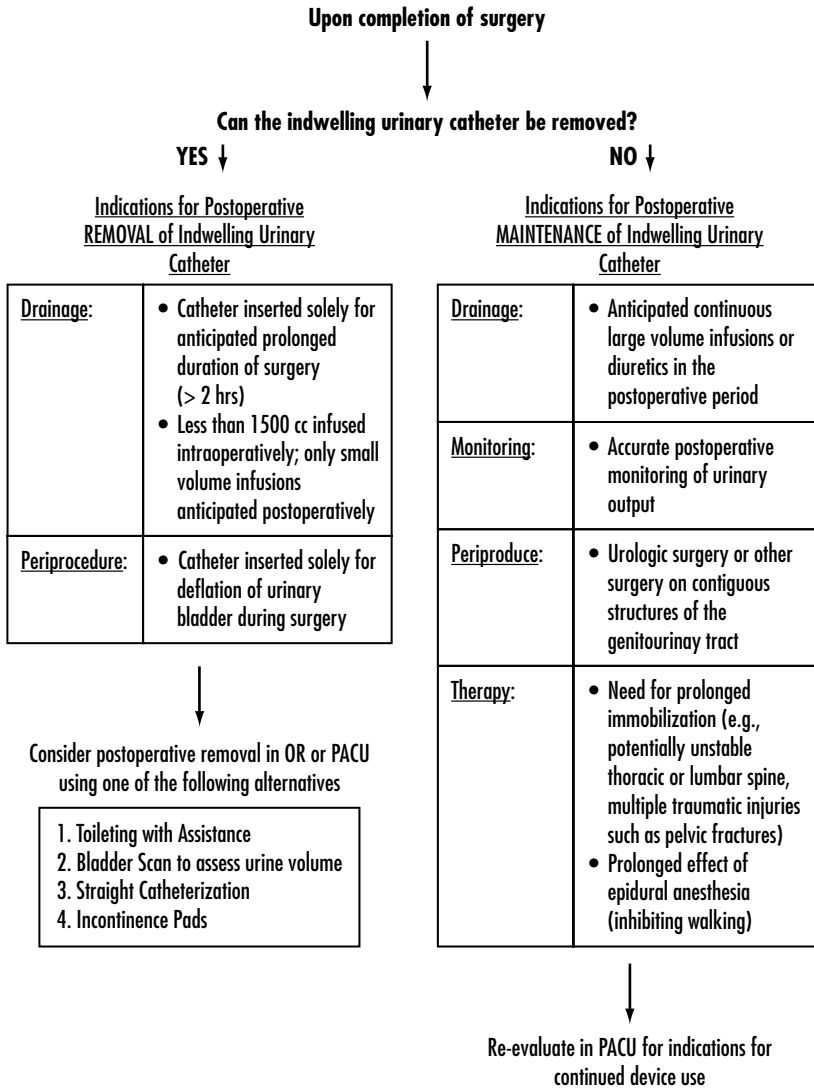 Upon completion of surgery
Can the indwelling urinary catheter be removed?
YES
Indications for Postoperative
REMOVAL of Indwelling Urinary
Catheter
Drainage:
• Catheter inserted solely for
anticipated prolonged
duration of surgery
(> 2 hrs)
• Less than 1500 cc infused
intraoperatively; only small
volume infusions
anticipated postoperatively
Periprocedure:
• Catheter inserted solely for
deflation of urinary
bladder during surgery
Consider postoperative removal in OR or PACU
using one of the following alternatives
1. Toileting with Assistance
2. Bladder Scan to assess urine volume
3. Straight Catheterization
4. Incontinence Pads
NO
Indications for Postoperative
MAINTENANCE of Indwelling Urinary
Catheter
Drainage:
• Anticipated continuous
large volume infusions or
diuretics in the
postoperative period
Monitoring:
• Accurate postoperative
monitoring of urinary
output
Periproduce:
• Urologic surgery or other
surgery on contiguous
structures of the
genitourinay tract
Therapy:
• Need for prolonged
immobilization (e.g.,
potentially unstable
thoracic or lumbar spine,
multiple traumatic injuries
such as pelvic fractures)
• Prolonged effect of
epidural anesthesia
(inhibiting walking)
Re-evaluate in PACU for indications for
continued device use